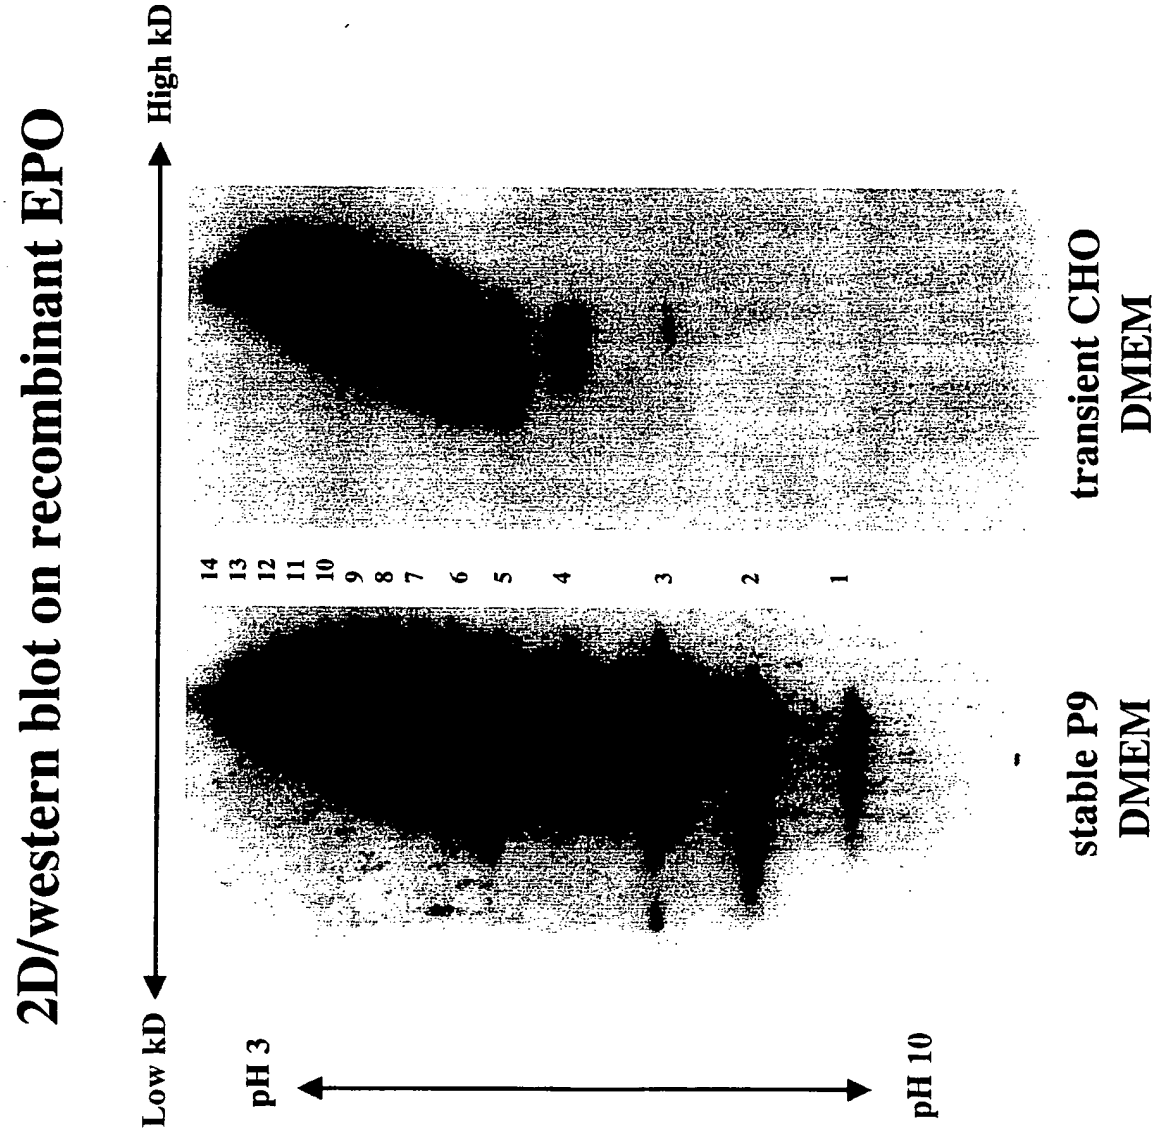 2D/western blot on recombinant EPO
Low kD
High kD
pH 3
pH 10
14
13
12
11
10
9
8
7
6
5
4
3
2
1
stable P9
DMEM
transient CHO
DMEM